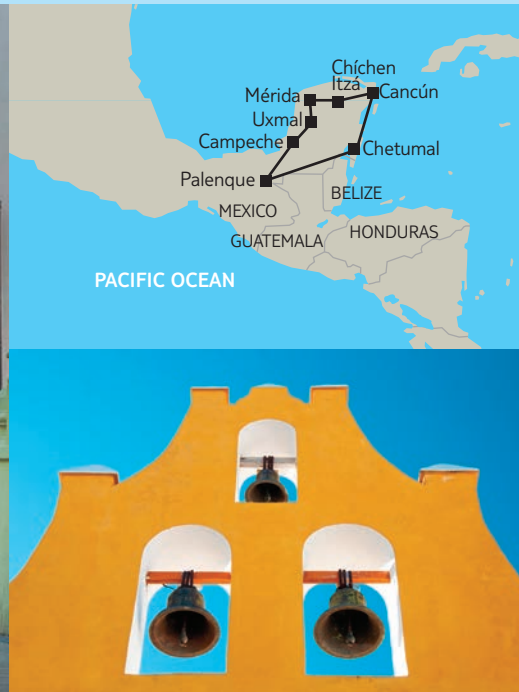 Chíchen
Itzá
Cancún
Mérida
Uxmal
Campeche
Chetumal
Palenque
BELIZE
MEXICO
GUATEMALA
HONDURAS
PACIFIC OCEAN